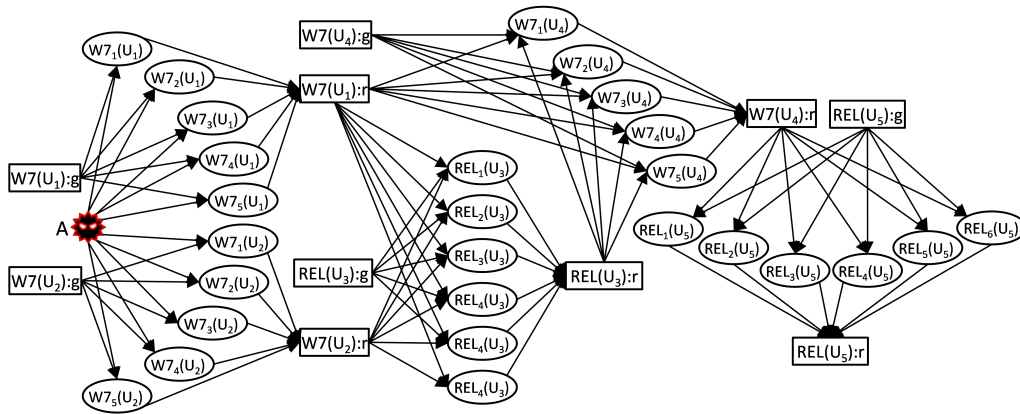 W7₁(U₁)
W7₂(U₁)
W7₃(U₁)
W7₄(U₁)
W7₅(U₁)
W7(U₁):g
A
W7(U₂):g
W7₁(U₂)
W7₂(U₂)
W7₃(U₂)
W7₄(U₂)
W7₅(U₂)
W7(U₄):g
W7(U₁):r
REL(U₃):g
W7(U₂):r
REL₁(U₃)
REL₂(U₃)
REL₃(U₃)
REL₄(U₃)
REL₄(U₃)
REL₄(U₃)
W7₁(U₄)
W7₂(U₄)
W7₃(U₄)
W7₄(U₄)
W7₅(U₄)
REL(U₃):r
W7(U₄):r
REL(U₅):g
REL₁(U₅)
REL₂(U₅)
REL₃(U₅)
REL₄(U₅)
REL₅(U₅)
REL₆(U₅)
REL(U₅):r